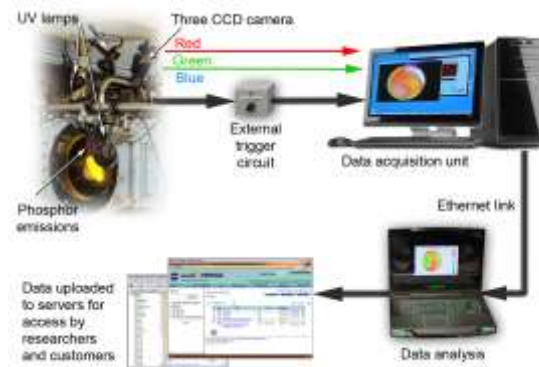 UV lamps
Three CCD camera
Red
Green
Blue
External
trigger
circuit
Data acquisition unit
Phosphor
emissions
Ethernet link
Data uploaded
to servers for
access by
researchers
and customers
Data analysis